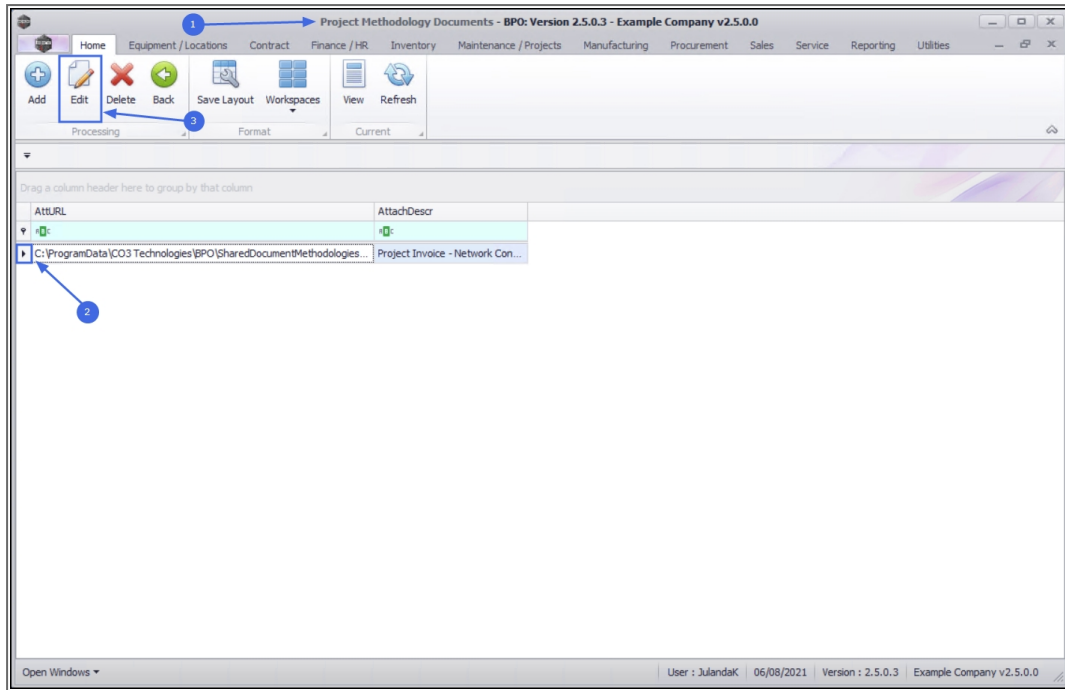 1
Project Methodology Documents - BPO: Version 2.5.0.3 - Example Company v2.5.0.0
Home Equipment / Locations Contract Finance / HR Inventory Maintenance / Projects Manufacturing Procurement Sales Service Reporting Utilities
Add Edit Delete Back Save Layout Workspaces View Refresh
3
Processing Format Current
Drag a column header here to group by that column
AttURL AttachDescr
C:\ProgramData\CO3 Technologies\BPO\SharedDocumentMethodologies... Project Invoice - Network Con...
2
Open Windows User : JulandaK 06/08/2021 Version : 2.5.0.3 Example Company v2.5.0.0